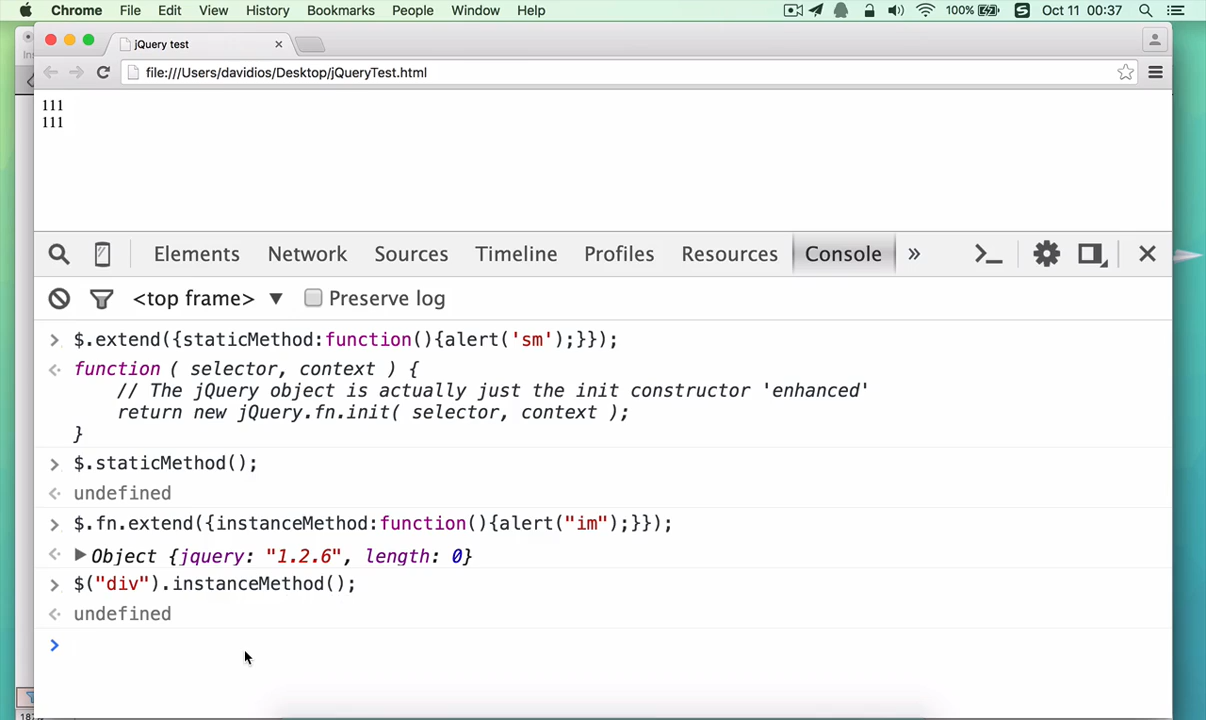 Chrome File Edit View History Bookmarks People Window Help 100% Oct 11 00:37
jQuery test
file:///Users/davidios/Desktop/jQueryTest.html
111
111
Elements Network Sources Timeline Profiles Resources Console »
<top frame> ▼ Preserve log
> $.extend({staticMethod:function(){alert('sm');}});
function ( selector, context ) {
// The jQuery object is actually just the init constructor 'enhanced'
return new jQuery.fn.init( selector, context );
}
> $.staticMethod();
undefined
> $.fn.extend({instanceMethod:function(){alert("im");}});
▶Object {jquery: "1.2.6", length: 0}
> $("div").instanceMethod();
undefined
>